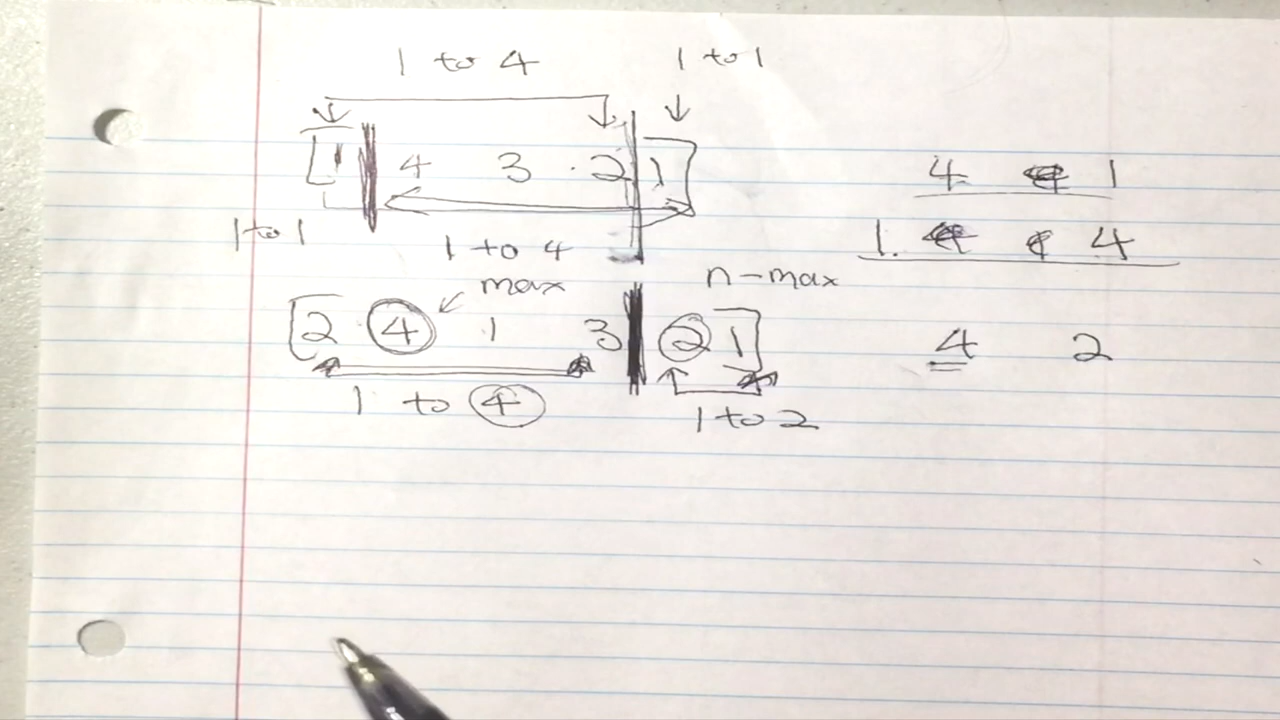 1 to 4 1 to 1
[1 4 3 2 1]
4 1
1 to 1 1 to 4
1. 4
max n-max
[2 4 1 3 2 1]
4 2
1 to 4 1 to 2